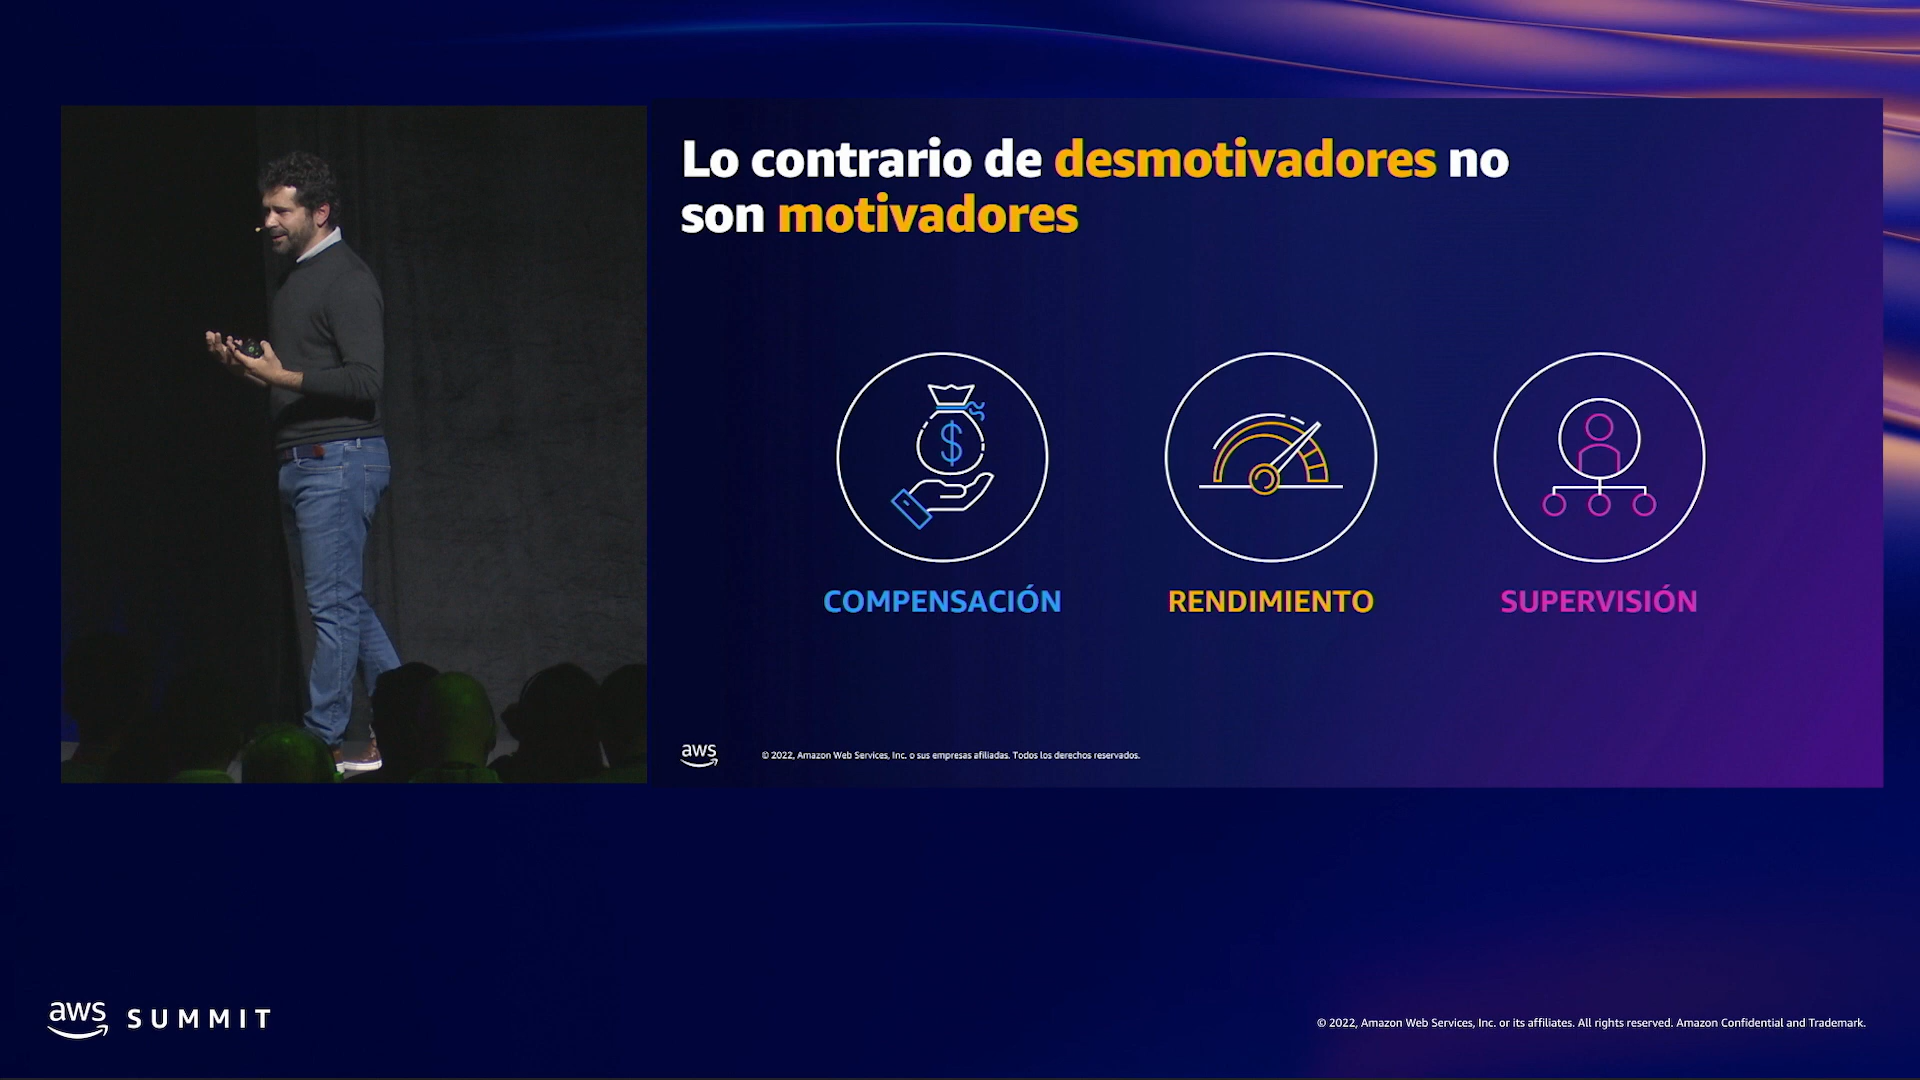 Lo contrario de desmotivadores no
son motivadores
COMPENSACIÓN
RENDIMIENTO
SUPERVISIÓN
aws
© 2022, Amazon Web Services, Inc. o sus empresas afiliadas. Todos los derechos reservados.
aws SUMMIT
© 2022, Amazon Web Services, Inc. or its affiliates. All rights reserved. Amazon Confidential and Trademark.